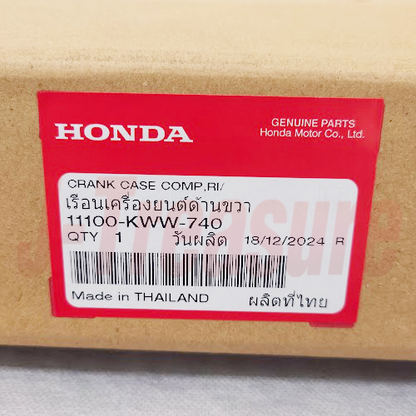 HONDA
GENUINE PARTS
Honda Motor Co., Ltd.
CRANK CASE COMP,RI/
เรือนเครื่องยนต์ด้านขวา
11100-KWW-740
QTY 1 วันผลิต 18/12/2024 R
Made in THAILAND ผลิตที่ไทย